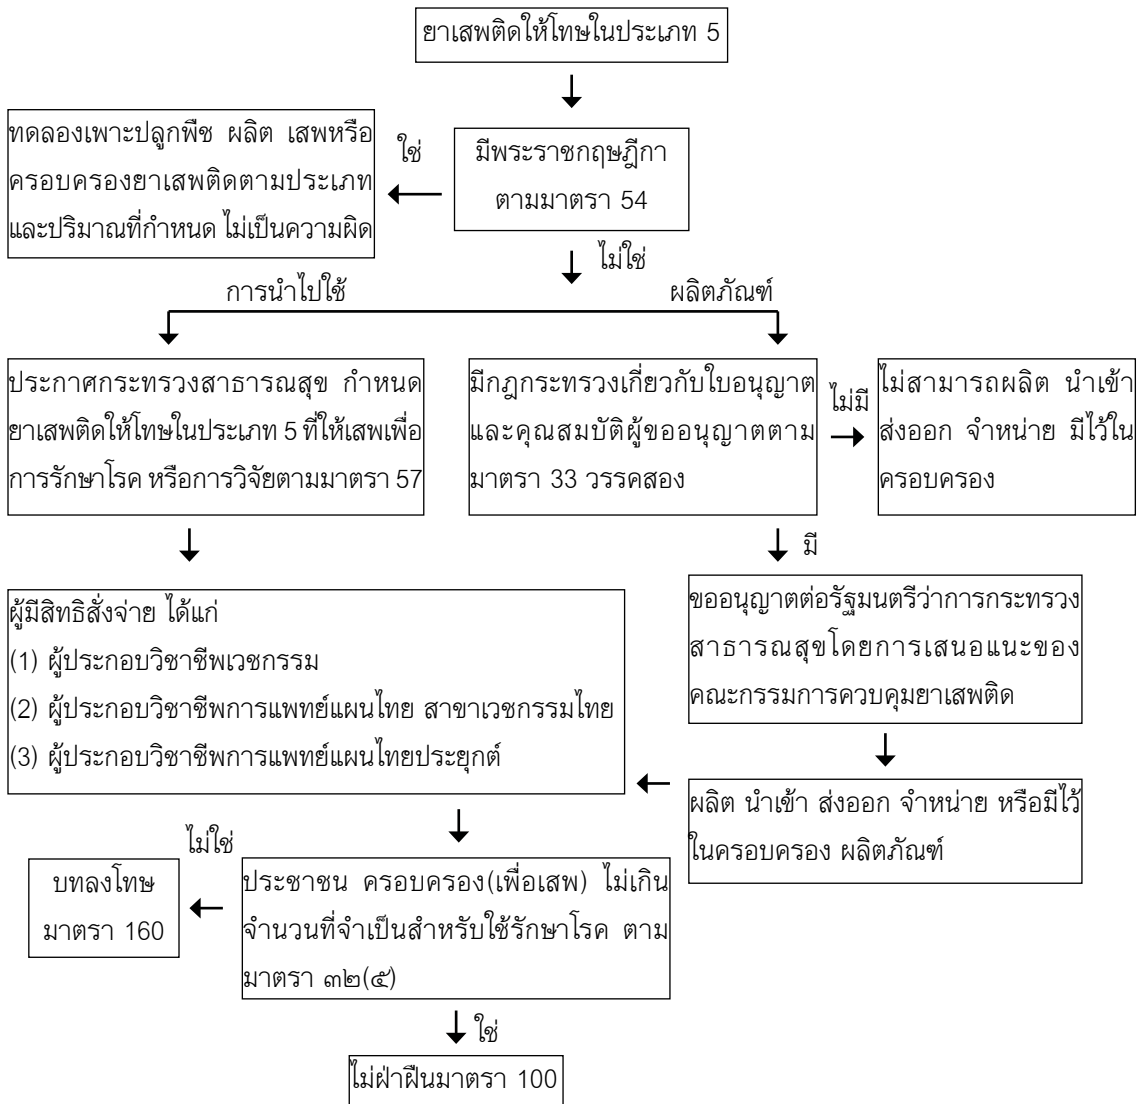 ยาเสพติดให้โทษในประเภท 5
มีพระราชกฤษฎีกา
ตามมาตรา 54
ใช่
ทดลองเพาะปลูกพืช ผลิต เสพหรือ
ครอบครองยาเสพติดตามประเภท
และปริมาณที่กำหนด ไม่เป็นความผิด
ไม่ใช่
การนำไปใช้
ผลิตภัณฑ์
ประกาศกระทรวงสาธารณสุข กำหนด
ยาเสพติดให้โทษในประเภท 5 ที่ให้เสพเพื่อ
การรักษาโรค หรือการวิจัยตามมาตรา 57
มีกฎกระทรวงเกี่ยวกับใบอนุญาต
และคุณสมบัติผู้ขออนุญาตตาม
มาตรา 33 วรรคสอง
ไม่มี
ไม่สามารถผลิต นำเข้า
ส่งออก จำหน่าย มีไว้ใน
ครอบครอง
มี
ผู้มีสิทธิสั่งจ่าย ได้แก่
(1) ผู้ประกอบวิชาชีพเวชกรรม
(2) ผู้ประกอบวิชาชีพการแพทย์แผนไทย สาขาเวชกรรมไทย
(3) ผู้ประกอบวิชาชีพการแพทย์แผนไทยประยุกต์
ขออนุญาตต่อรัฐมนตรีว่าการกระทรวง
สาธารณสุขโดยการเสนอแนะของ
คณะกรรมการควบคุมยาเสพติด
ผลิต นำเข้า ส่งออก จำหน่าย หรือมีไว้
ในครอบครอง ผลิตภัณฑ์
ไม่ใช่
บทลงโทษ
มาตรา 160
ประชาชน ครอบครอง(เพื่อเสพ) ไม่เกิน
จำนวนที่จำเป็นสำหรับใช้รักษาโรค ตาม
มาตรา ๓๒(๕)
ใช่
ไม่ฝ่าฝืนมาตรา 100